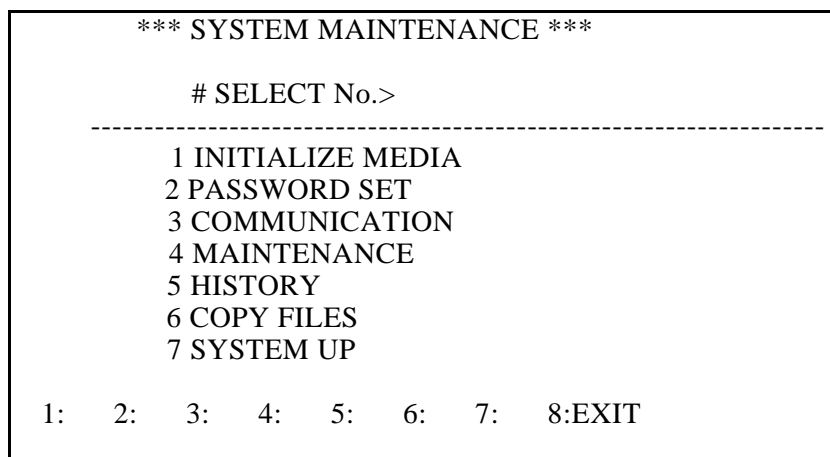 *** SYSTEM MAINTENANCE ***
# SELECT No.>
----------------------------------------------------------------------
1 INITIALIZE MEDIA
2 PASSWORD SET
3 COMMUNICATION
4 MAINTENANCE
5 HISTORY
6 COPY FILES
7 SYSTEM UP
1: 2: 3: 4: 5: 6: 7: 8:EXIT